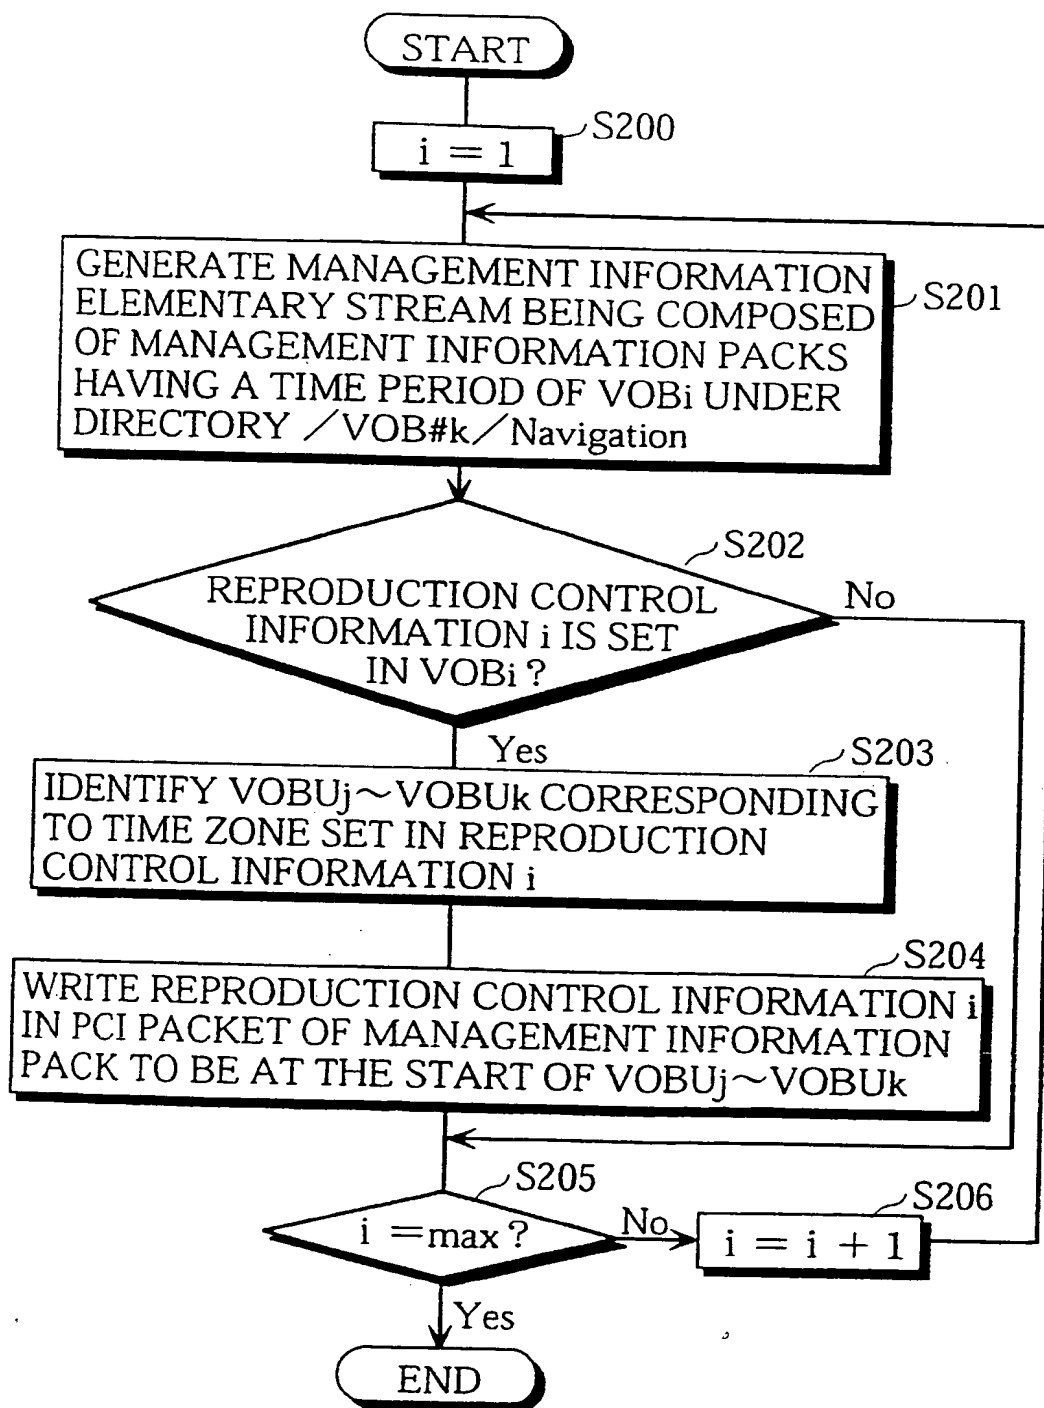 START
S200
i = 1
GENERATE MANAGEMENT INFORMATION
ELEMENTARY STREAM BEING COMPOSED
OF MANAGEMENT INFORMATION PACKS
HAVING A TIME PERIOD OF VOBi UNDER
DIRECTORY /VOB#k/Navigation
S201
S202
REPRODUCTION CONTROL
INFORMATION i IS SET
IN VOBi ?
No
Yes
S203
IDENTIFY VOBUj~VOBUk CORRESPONDING
TO TIME ZONE SET IN REPRODUCTION
CONTROL INFORMATION i
S204
WRITE REPRODUCTION CONTROL INFORMATION i
IN PCI PACKET OF MANAGEMENT INFORMATION
PACK TO BE AT THE START OF VOBUj~VOBUk
S205
i =max ?
No
S206
i = i + 1
Yes
END